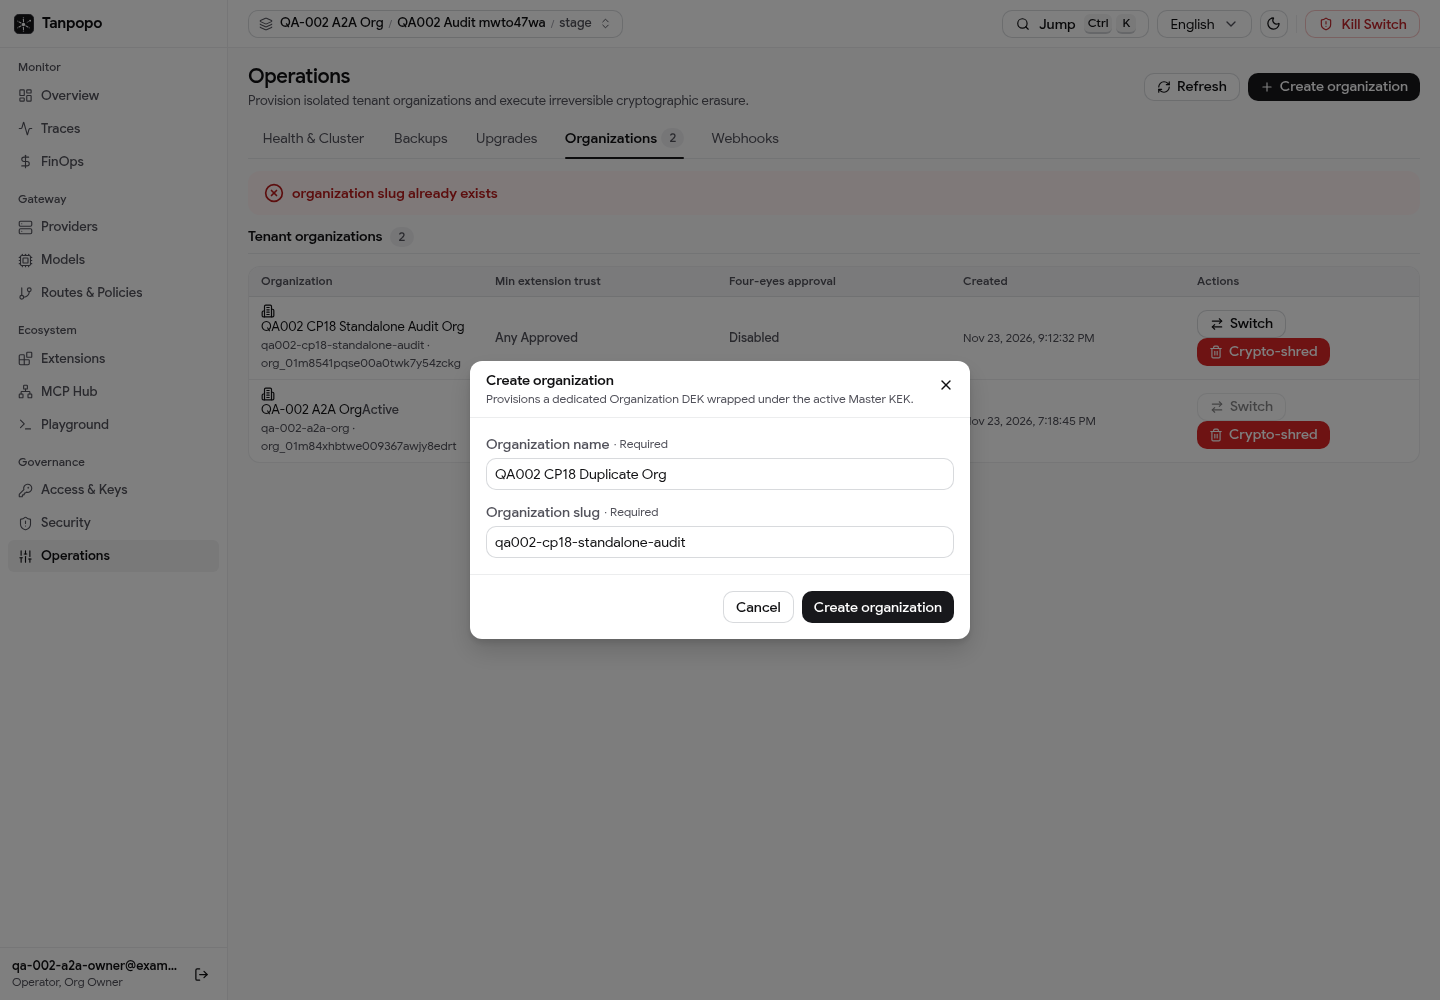 Tanpopo
QA-002 A2A Org / QA002 Audit mwto47wa / stage
Jump Ctrl K
English
Kill Switch
Monitor
Overview
Traces
FinOps
Gateway
Providers
Models
Routes & Policies
Ecosystem
Extensions
MCP Hub
Playground
Governance
Access & Keys
Security
Operations
qa-002-a2a-owner@exam...
Operator, Org Owner
Operations
Provision isolated tenant organizations and execute irreversible cryptographic erasure.
Refresh
Create organization
Health & Cluster Backups Upgrades Organizations 2 Webhooks
organization slug already exists
Tenant organizations 2
Organization Min extension trust Four-eyes approval Created Actions
QA002 CP18 Standalone Audit Org
qa002-cp18-standalone-audit ·
org_01m8541pqse00a0twk7y54zckg
Any Approved
Disabled
Nov 23, 2026, 9:12:32 PM
Switch
Crypto-shred
QA-002 A2A OrgActive
qa-002-a2a-org ·
org_01m84xhbtwe009367awjy8edrt
Nov 23, 2026, 7:18:45 PM
Switch
Crypto-shred
Create organization
Provisions a dedicated Organization DEK wrapped under the active Master KEK.
Organization name · Required
QA002 CP18 Duplicate Org
Organization slug · Required
qa002-cp18-standalone-audit
Cancel
Create organization